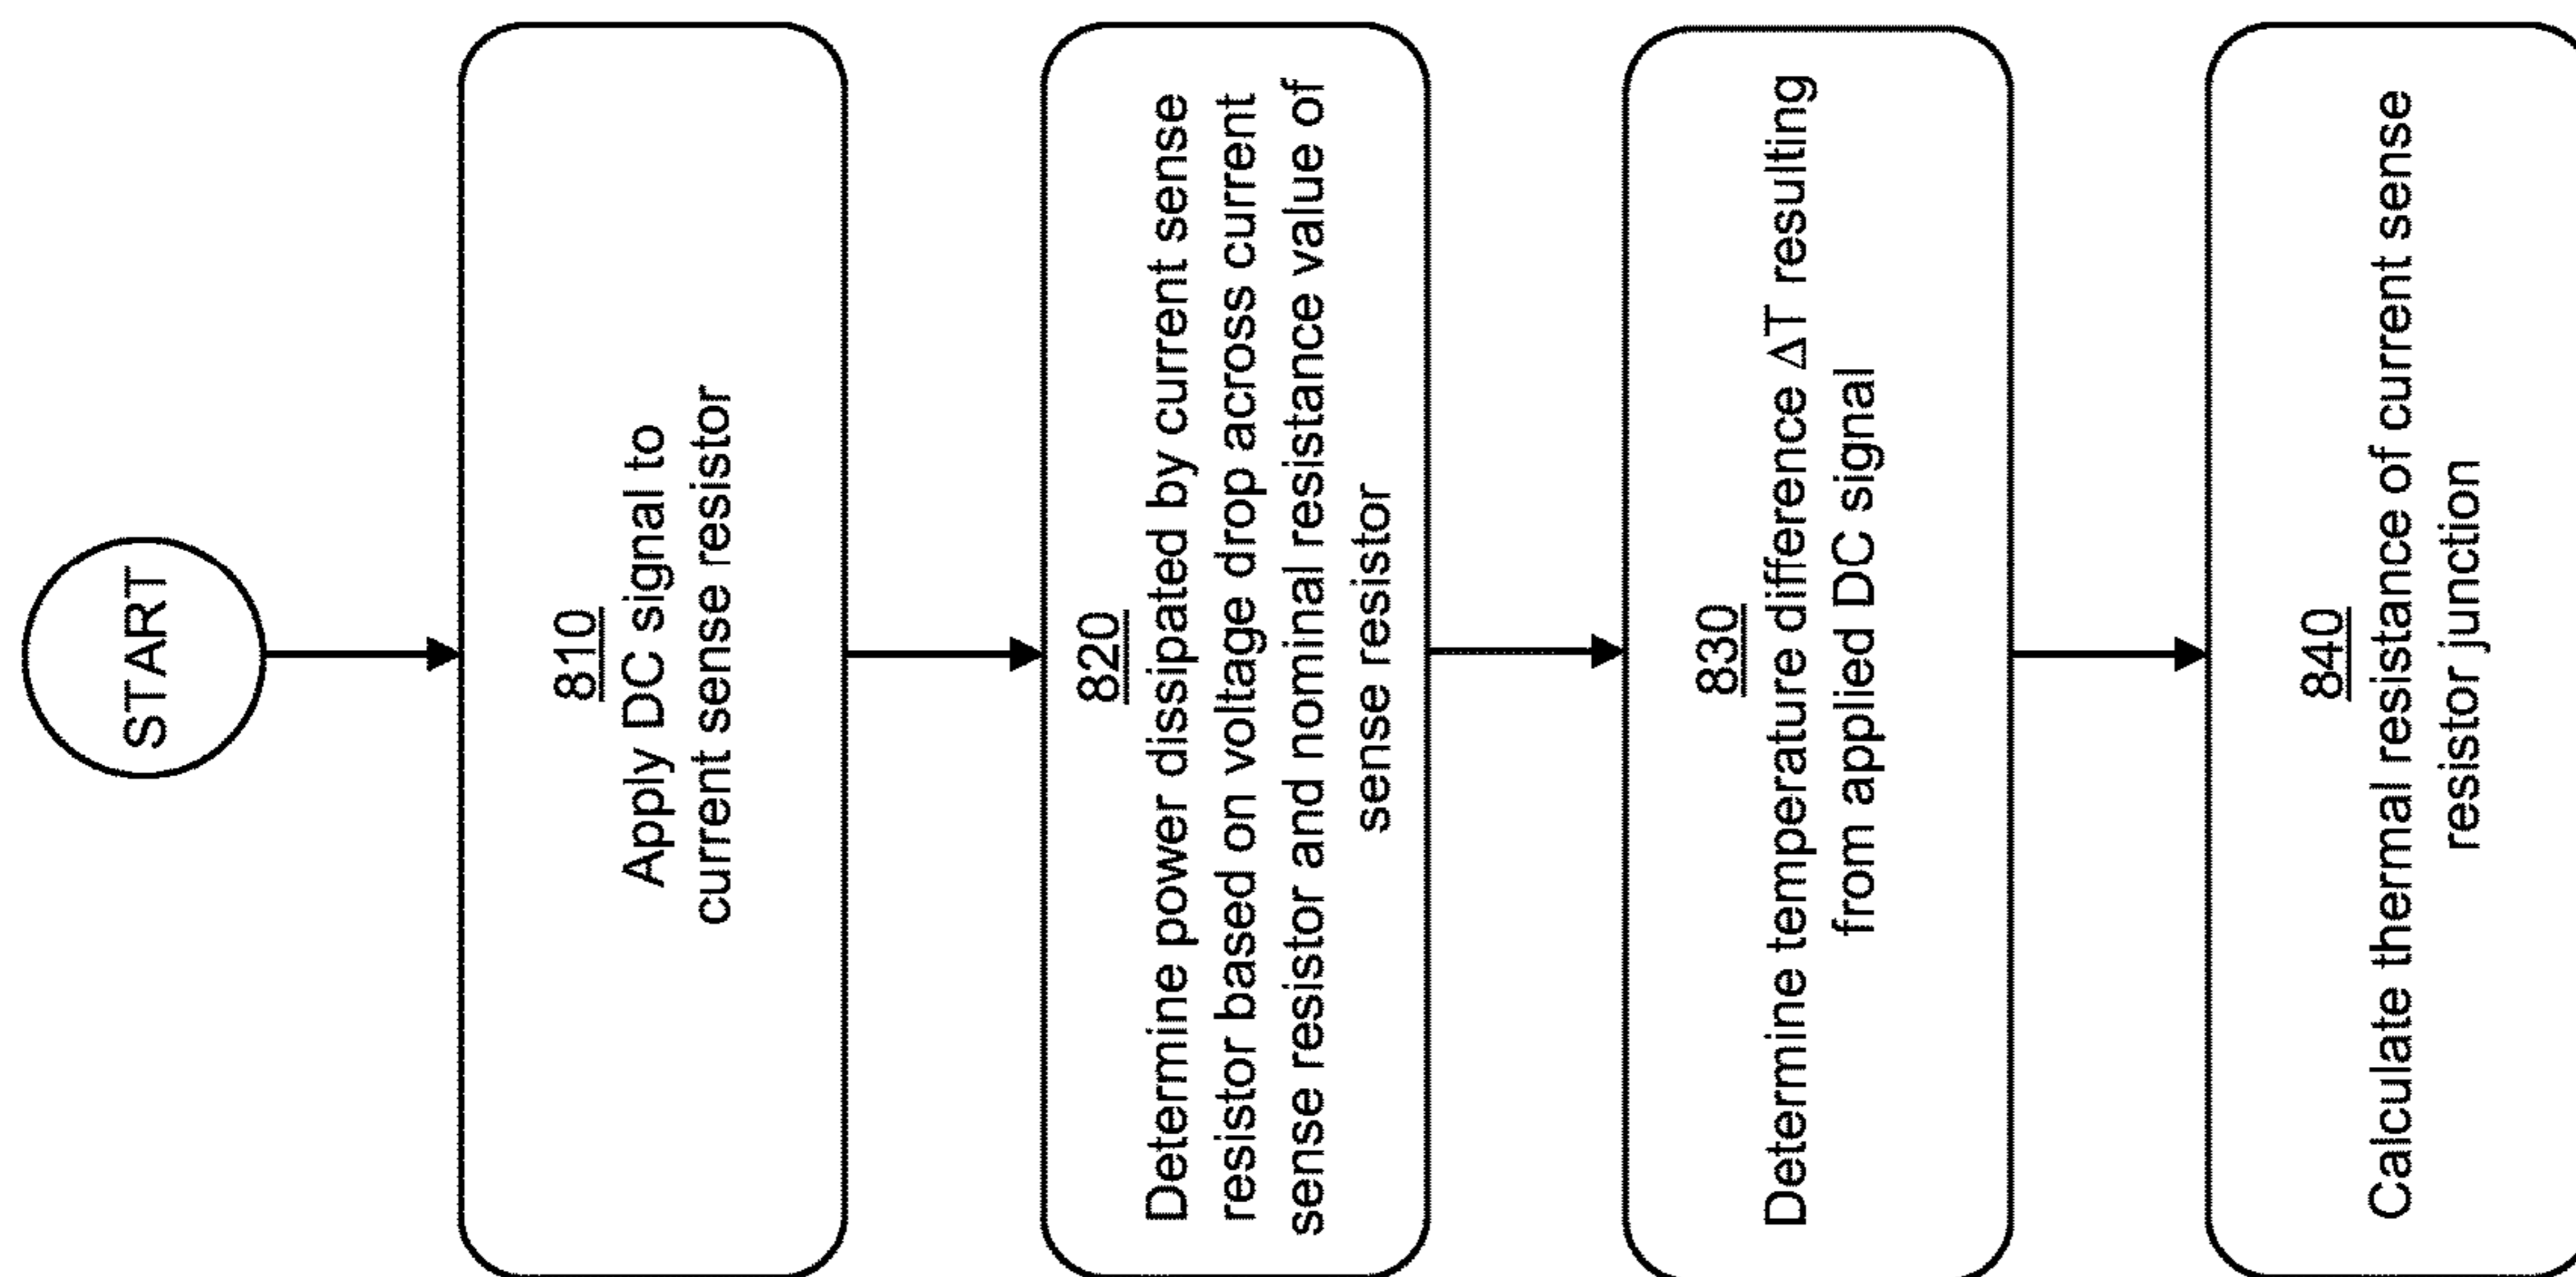 START
810
Apply DC signal to
current sense resistor
820
Determine power dissipated by current sense
resistor based on voltage drop across current
sense resistor and nominal resistance value of
sense resistor
830
Determine temperature difference ΔT resulting
from applied DC signal
840
Calculate thermal resistance of current sense
resistor junction